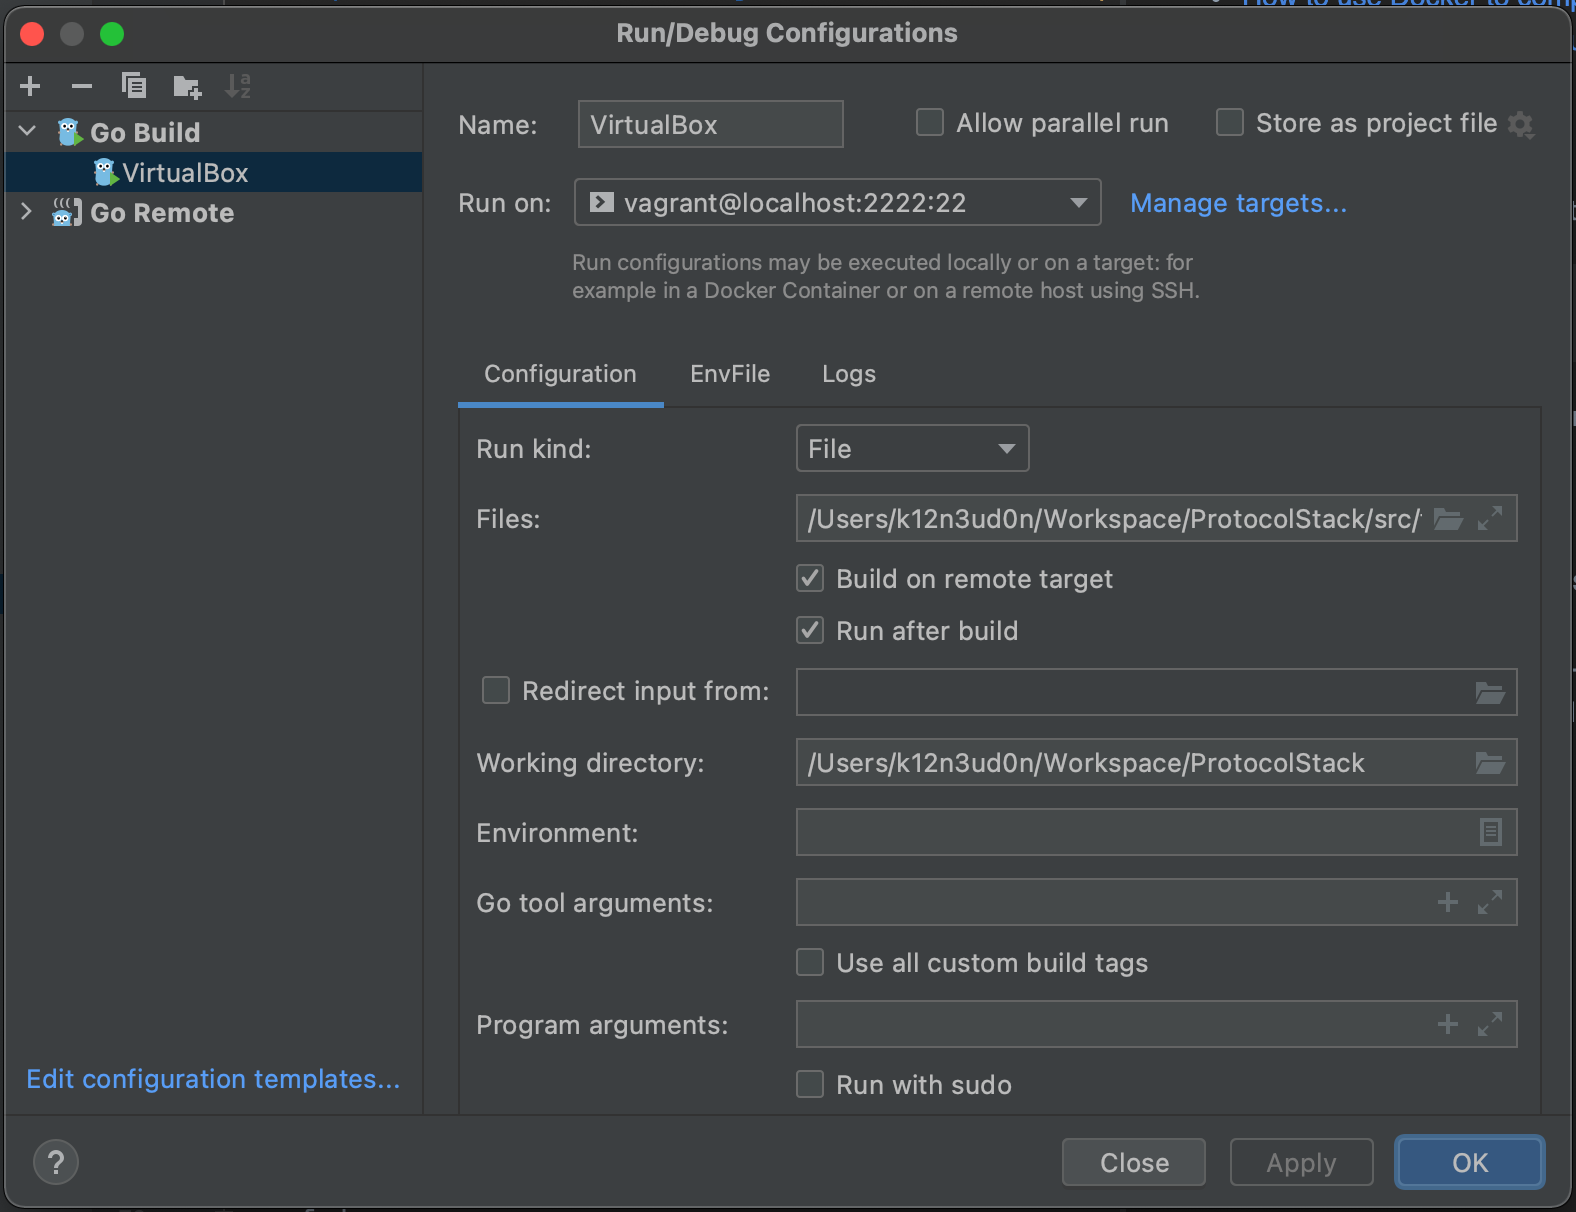 Run/Debug Configurations
Go Build
VirtualBox
Go Remote
Edit configuration templates...
Name:
VirtualBox
Allow parallel run
Store as project file
Run on:
vagrant@localhost:2222:22
Manage targets...
Run configurations may be executed locally or on a target: for
example in a Docker Container or on a remote host using SSH.
Configuration
EnvFile
Logs
Run kind:
File
Files:
/Users/k12n3ud0n/Workspace/ProtocolStack/src/
Build on remote target
Run after build
Redirect input from:
Working directory:
/Users/k12n3ud0n/Workspace/ProtocolStack
Environment:
Go tool arguments:
Use all custom build tags
Program arguments:
Run with sudo
?
Close
Apply
OK